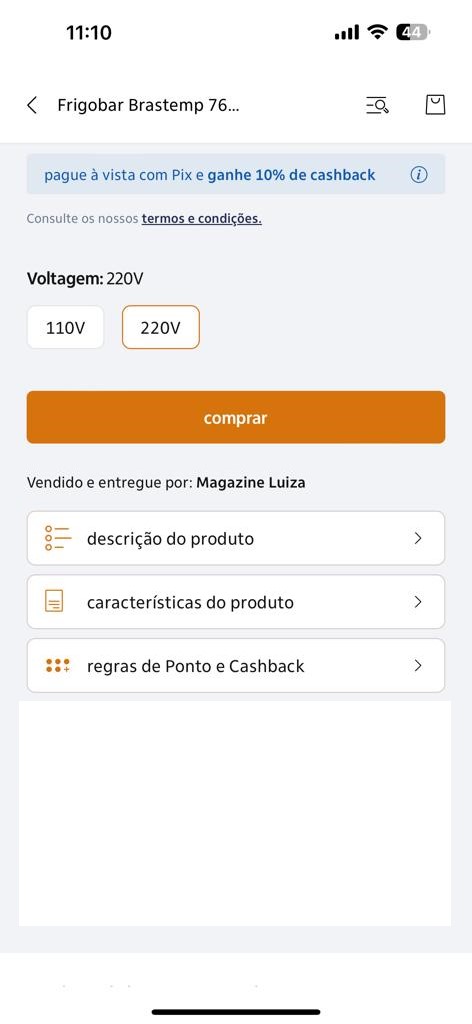 11:10
44
Frigobar Brastemp 76...
pague à vista com Pix e ganhe 10% de cashback
Consulte os nossos termos e condições.
Voltagem: 220V
110V
220V
comprar
Vendido e entregue por: Magazine Luiza
descrição do produto
características do produto
regras de Ponto e Cashback